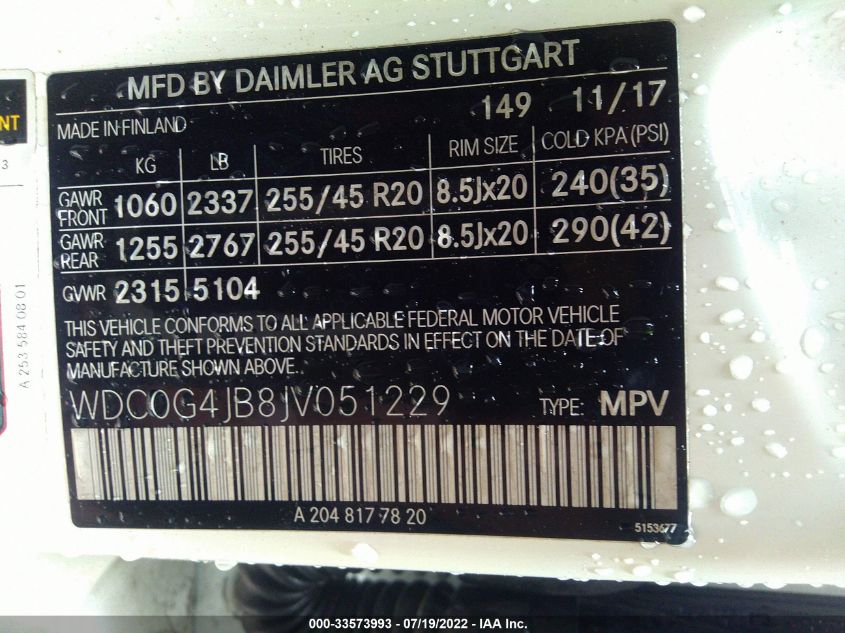 MFD BY DAIMLER AG STUTTGART
149 11/17
MADE IN FINLAND
KG LB TIRES RIM SIZE COLD KPA (PSI)
GAWR FRONT 1060 2337 255/45 R20 8.5Jx20 240(35)
GAWR REAR 1255 2767 255/45 R20 8.5Jx20 290(42)
GVWR 2315 5104
THIS VEHICLE CONFORMS TO ALL APPLICABLE FEDERAL MOTOR VEHICLE
SAFETY AND THEFT PREVENTION STANDARDS IN EFFECT ON THE DATE OF
MANUFACTURE SHOWN ABOVE.
WDC0G4JB8JV051229 TYPE: MPV
A 204 817 78 20
5153677
NT
3
A 253 584 08 01
000-33573993 - 07/19/2022 - IAA Inc.